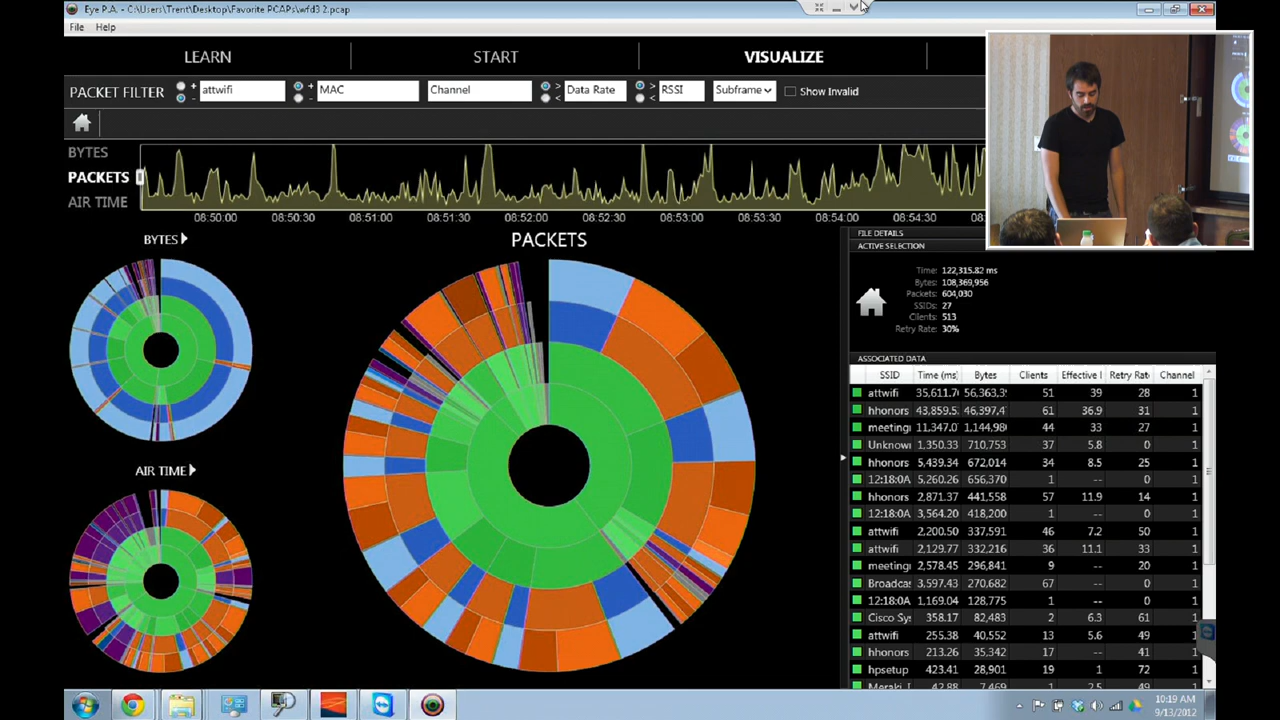 Eye P.A. - C:\Users\Trent\Desktop\Favorite PCAPs\wfd3 2.pcap
File Help
LEARN START VISUALIZE
PACKET FILTER + - attwifi + - MAC Channel > < Data Rate > < RSSI Subframe Show Invalid
BYTES
PACKETS
AIR TIME
08:50:00 08:50:30 08:51:00 08:51:30 08:52:00 08:52:30 08:53:00 08:53:30 08:54:00 08:54:30
BYTES
PACKETS
AIR TIME
FILE DETAILS
ACTIVE SELECTION
Time: 122,315.82 ms
Bytes: 108,369,956
Packets: 604,030
SSIDs: 27
Clients: 513
Retry Rate: 30%
ASSOCIATED DATA
SSID Time (ms) Bytes Clients Effective Retry Rat Channel
attwifi 35,611.7 56,363,3 51 39 28 1
hhonors 43,859.5 46,397,4 61 36.9 31 1
meeting 11,347.0 1,144,98 44 33 27 1
Unknow 1,350.33 710,753 37 5.8 0 1
hhonors 5,439.34 672,014 34 8.5 25 1
12:18:0A 5,260.26 656,370 1 -- 0 1
hhonors 2,871.37 441,558 57 11.9 14 1
12:18:0A 3,564.20 418,200 1 -- 0 1
attwifi 2,200.50 337,591 46 7.2 50 1
attwifi 2,129.77 332,216 36 11.1 33 1
meeting 2,578.45 296,841 9 -- 20 1
Broadca 3,597.43 270,682 67 -- 0 1
12:18:0A 1,169.04 128,775 1 -- 0 1
Cisco Sy 358.17 82,483 2 6.3 61 1
attwifi 255.38 40,552 13 5.6 49 1
hhonors 213.26 35,342 17 -- 41 1
hpsetup 423.41 28,901 19 1 72 1
Meraki 42.88 7,469 1 2.5 49 1
10:19 AM
9/13/2012